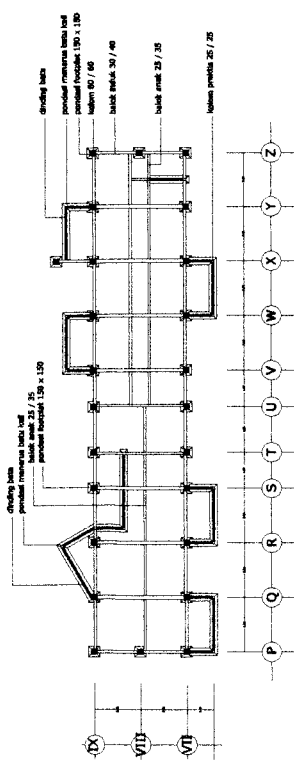 dinding bata
pondasi menerus batu kali
pondasi footplat 150 x 150
kolom 60 / 60
balok induk 30 / 40
balok anak 25 / 35
kolom praktis 25 / 25
dinding bata
pondasi menerus batu kali
balok anak 25 / 35
pondasi footplat 150 x 150
IX
VIII
VII
P
Q
R
S
T
U
V
W
X
Y
Z